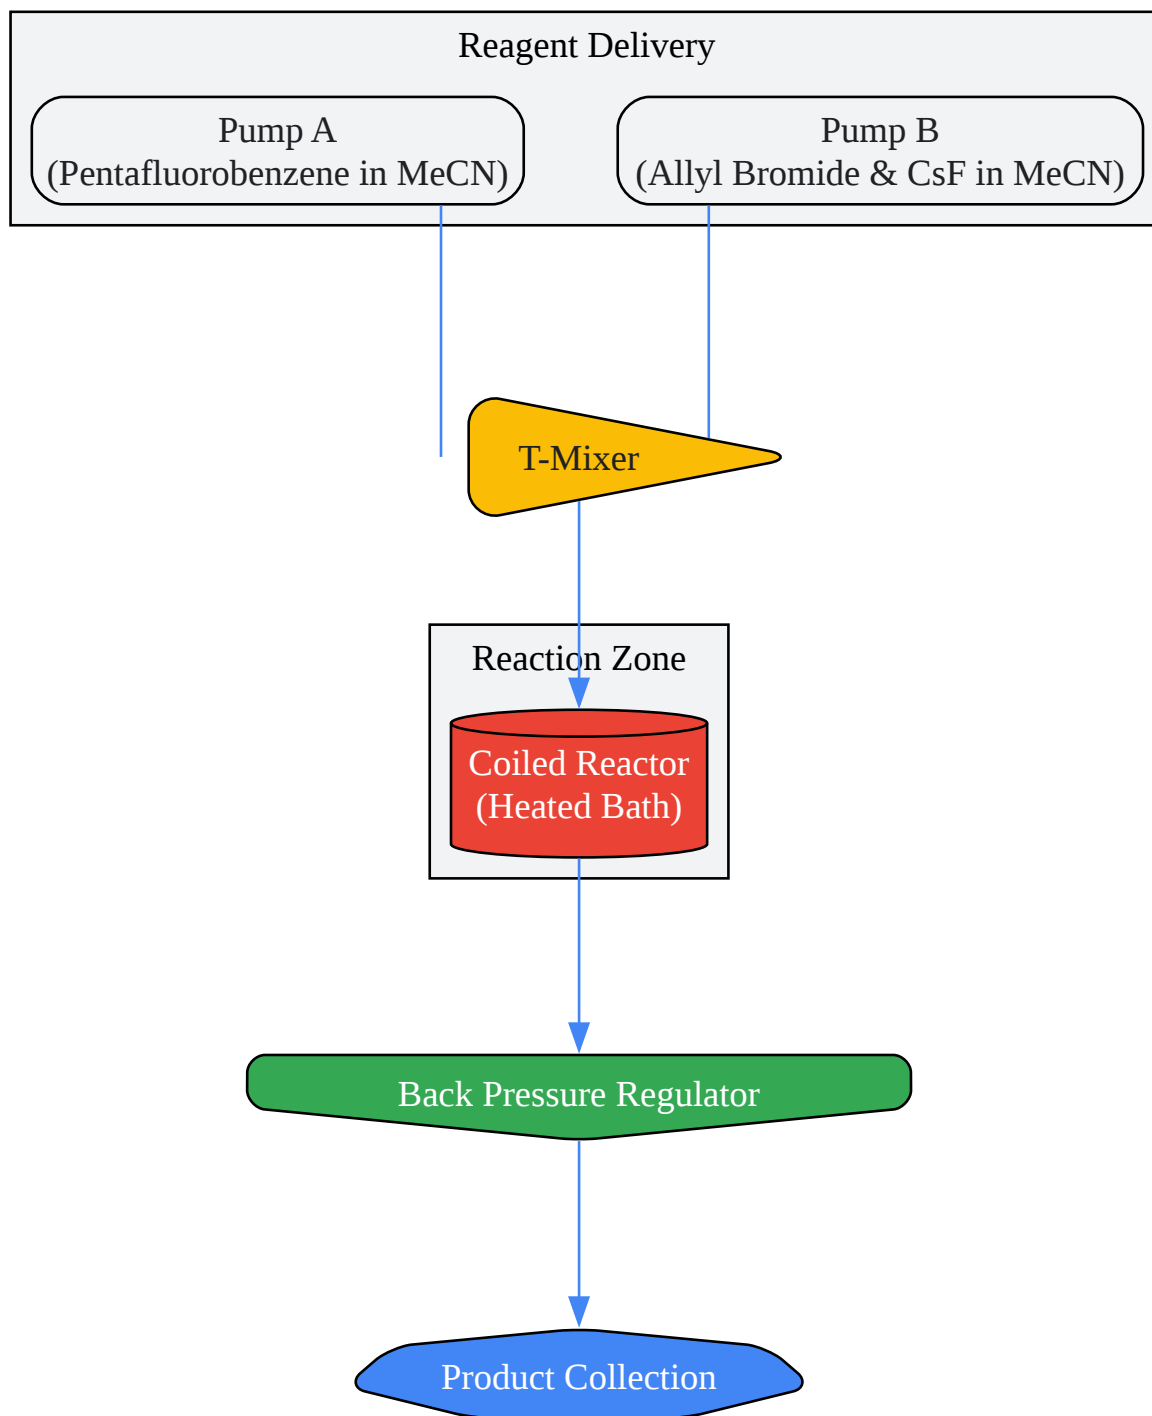 Reagent Delivery
Pump A
(Pentafluorobenzene in MeCN)
Pump B
(Allyl Bromide & CsF in MeCN)
T-Mixer
Reaction Zone
Coiled Reactor
(Heated Bath)
Back Pressure Regulator
Product Collection